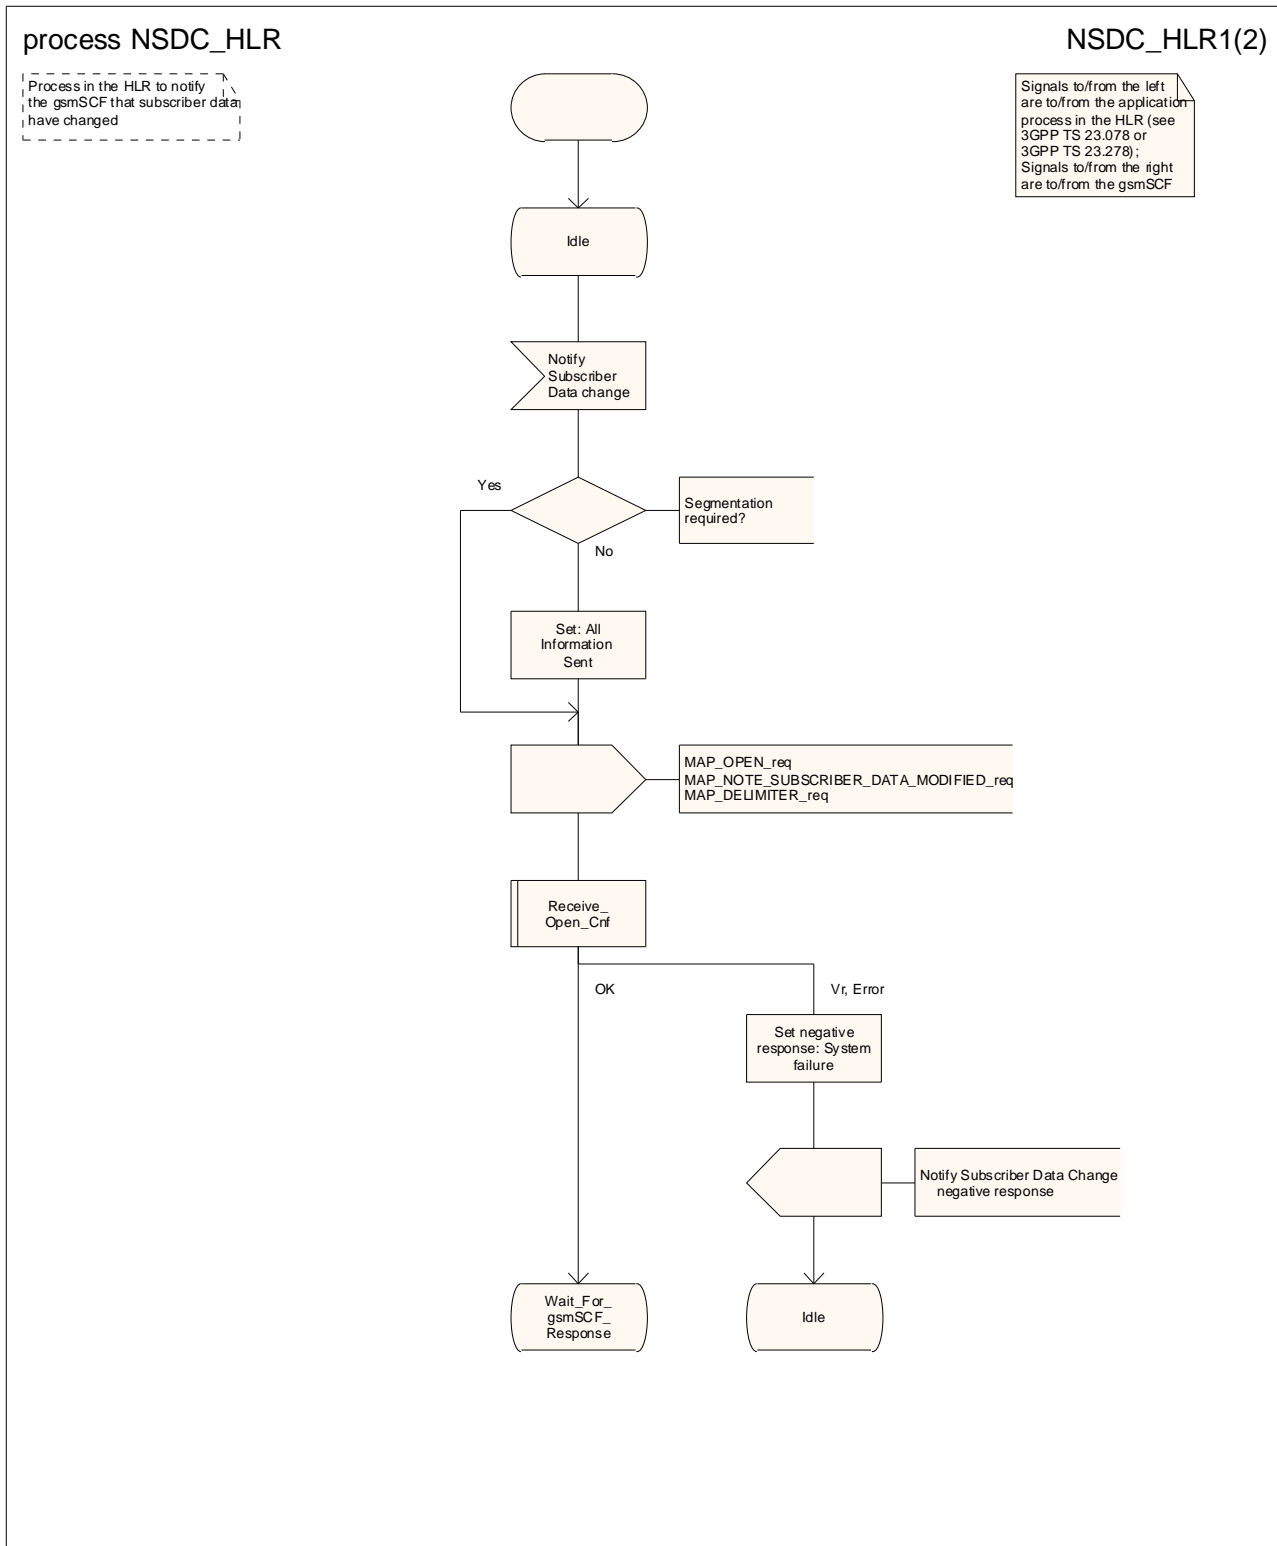 process NSDC_HLR
NSDC_HLR1(2)
Process in the HLR to notify
the gsmSCF that subscriber data
have changed
Signals to/from the left
are to/from the application
process in the HLR (see
3GPP TS 23.078 or
3GPP TS 23.278);
Signals to/from the right
are to/from the gsmSCF
Idle
Notify
Subscriber
Data change
Yes
Segmentation
required?
No
Set: All
Information
Sent
MAP_OPEN_req
MAP_NOTE_SUBSCRIBER_DATA_MODIFIED_req
MAP_DELIMITER_req
Receive_
Open_Cnf
OK
Vr, Error
Set negative
response: System
failure
Notify Subscriber Data Change
negative response
Wait_For_
gsmSCF_
Response
Idle